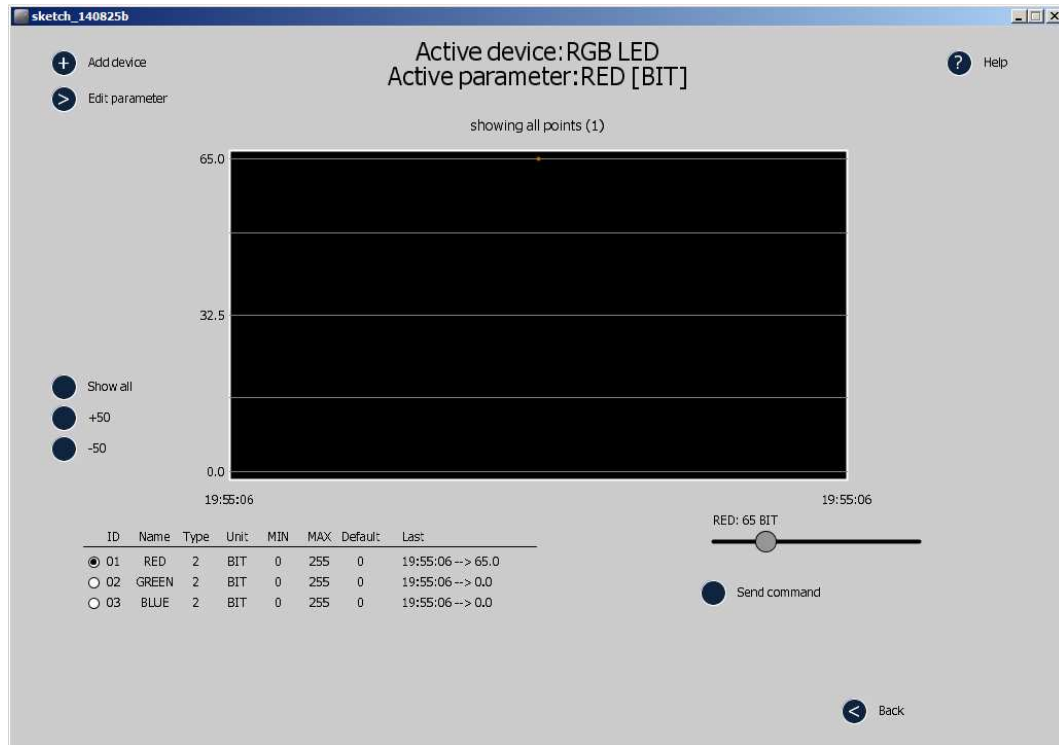 sketch_140825b
Active device:RGB LED
Active parameter:RED [BIT]
+ Add device
> Edit parameter
? Help
showing all points (1)
65.0
32.5
0.0
Show all
+50
-50
19:55:06 19:55:06
ID Name Type Unit MIN MAX Default Last
01 RED 2 BIT 0 255 0 19:55:06 --> 65.0
02 GREEN 2 BIT 0 255 0 19:55:06 --> 0.0
03 BLUE 2 BIT 0 255 0 19:55:06 --> 0.0
RED: 65 BIT
Send command
< Back